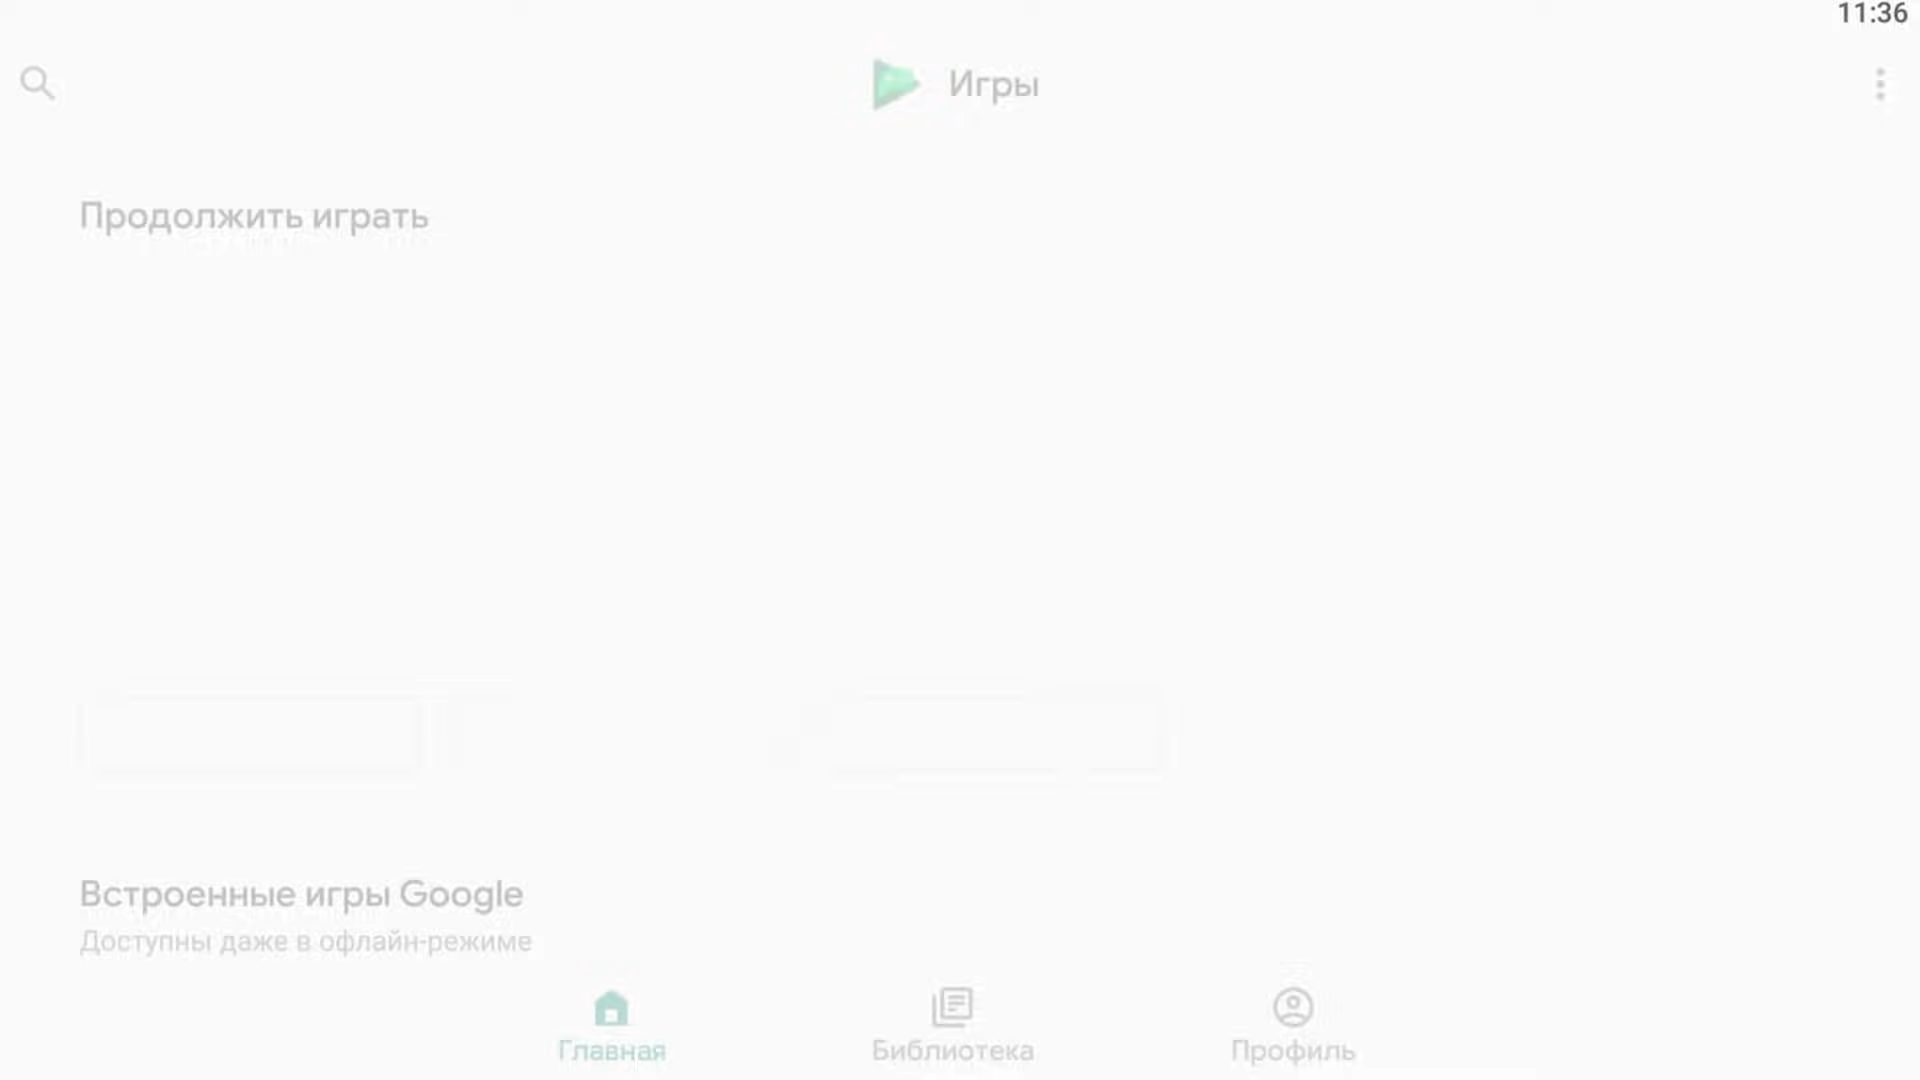 11:36
Игры
Продолжить играть
Встроенные игры Google
Доступны даже в офлайн-режиме
Главная
Библиотека
Профиль